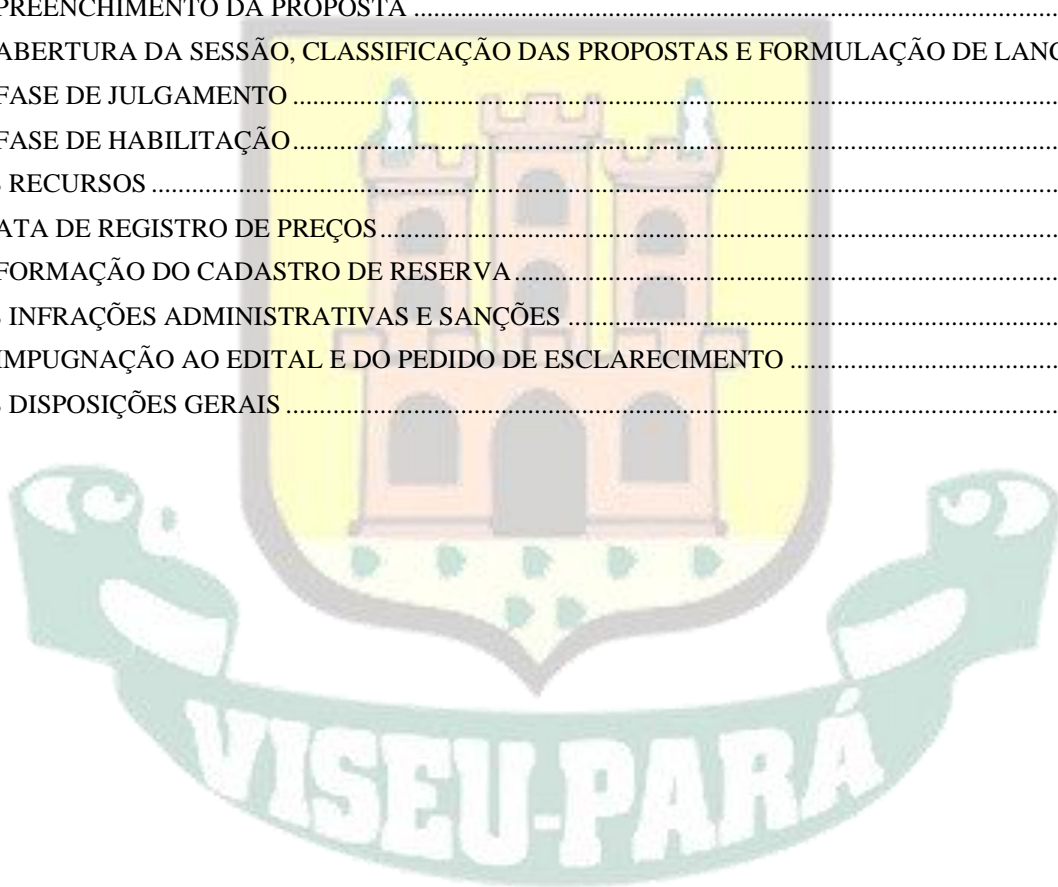 PREENCHIMENTO DA PROPOSTA
ABERTURA DA SESSÃO, CLASSIFICAÇÃO DAS PROPOSTAS E FORMULAÇÃO DE LANC
FASE DE JULGAMENTO
FASE DE HABILITAÇÃO
RECURSOS
ATA DE REGISTRO DE PREÇOS
FORMAÇÃO DO CADASTRO DE RESERVA
INFRAÇÕES ADMINISTRATIVAS E SANÇÕES
IMPUGNAÇÃO AO EDITAL E DO PEDIDO DE ESCLARECIMENTO
DISPOSIÇÕES GERAIS
VISEU-PARÁ